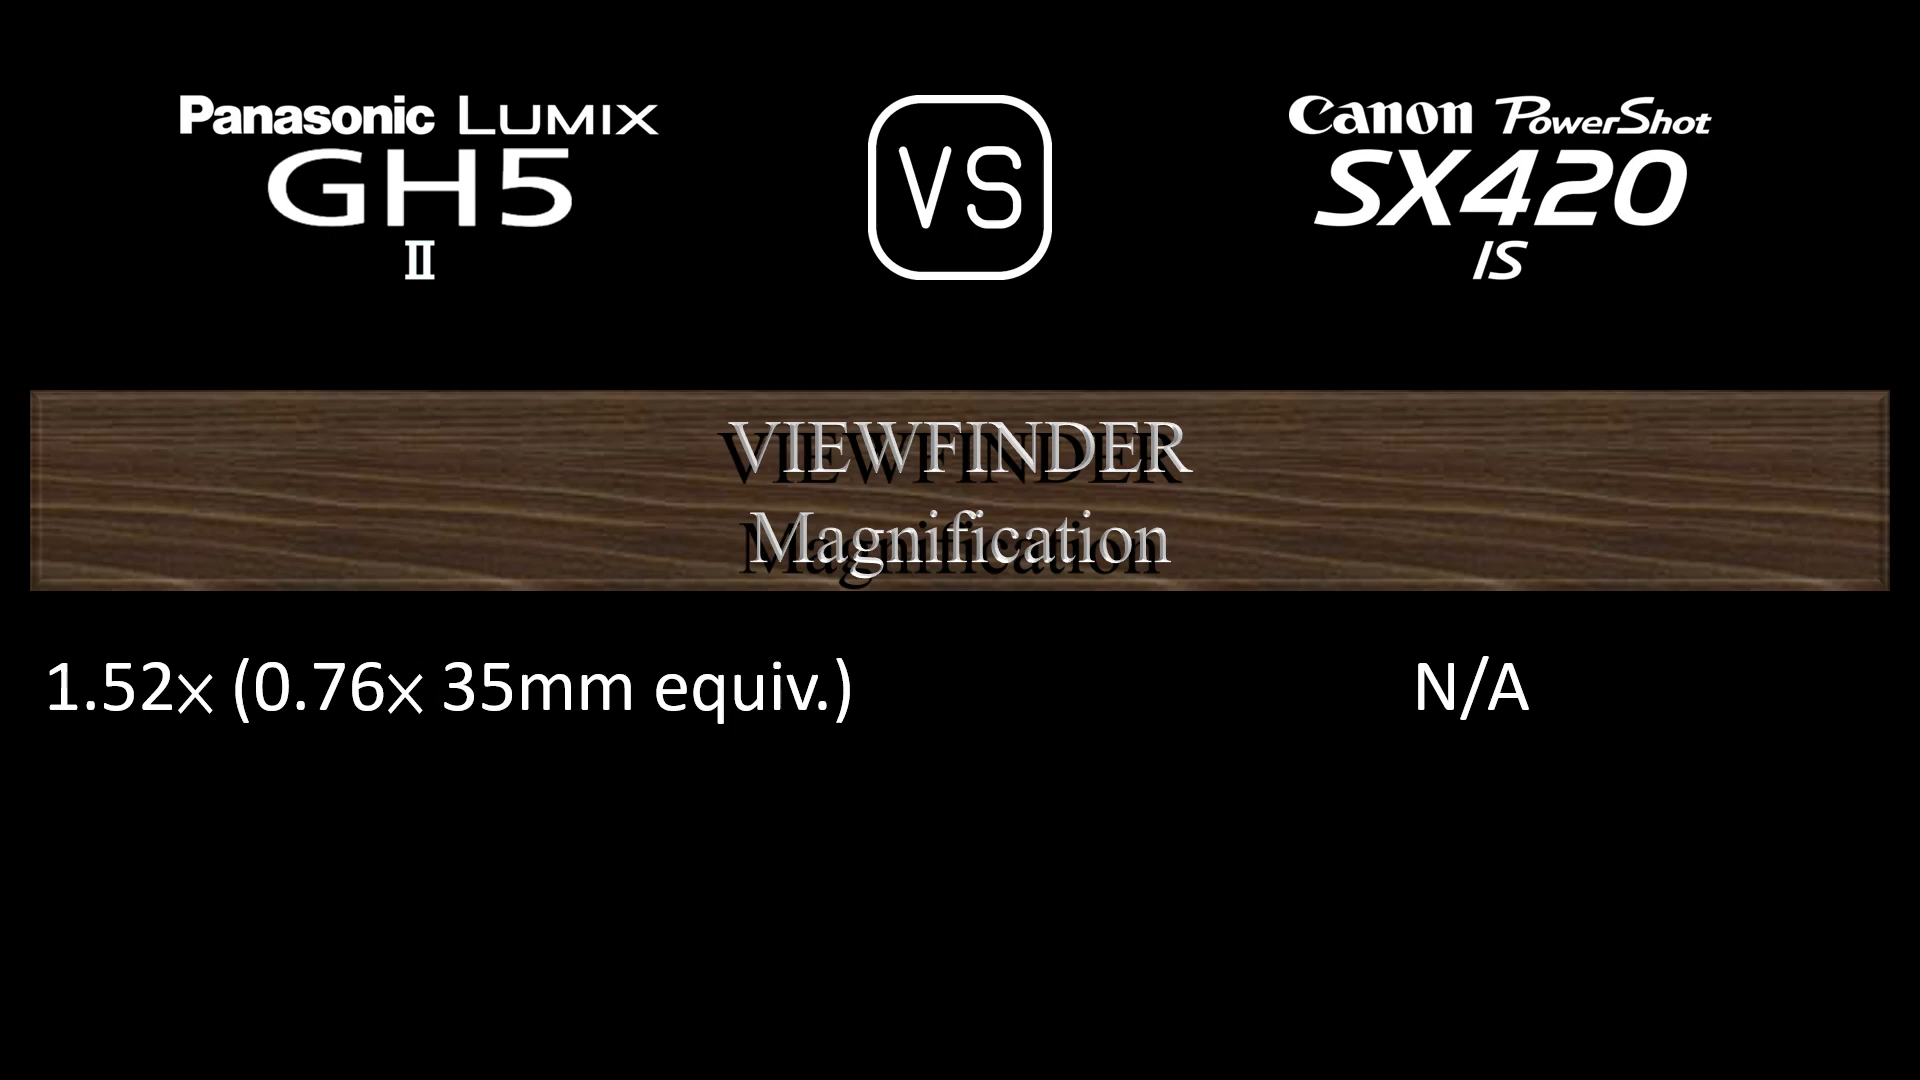 Panasonic LUMIX
GH5
II
VS
Canon PowerShot
SX420
IS
VIEWFINDER
Magnification
1.52x (0.76x 35mm equiv.)
N/A